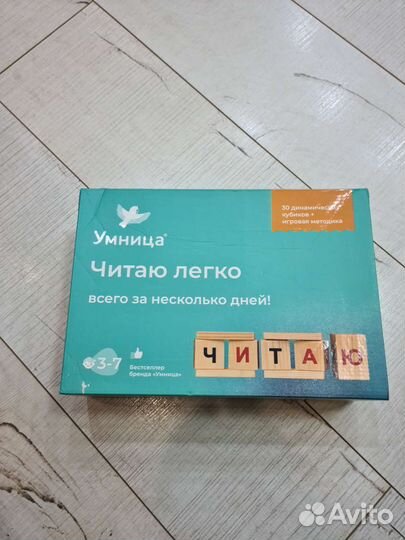 30 динамических
кубиков +
игровая методика
Умница®
Читаю легко
всего за несколько дней!
ЧИТАЮ
3-7
Бестселлер
бренда «Умница»
Avito